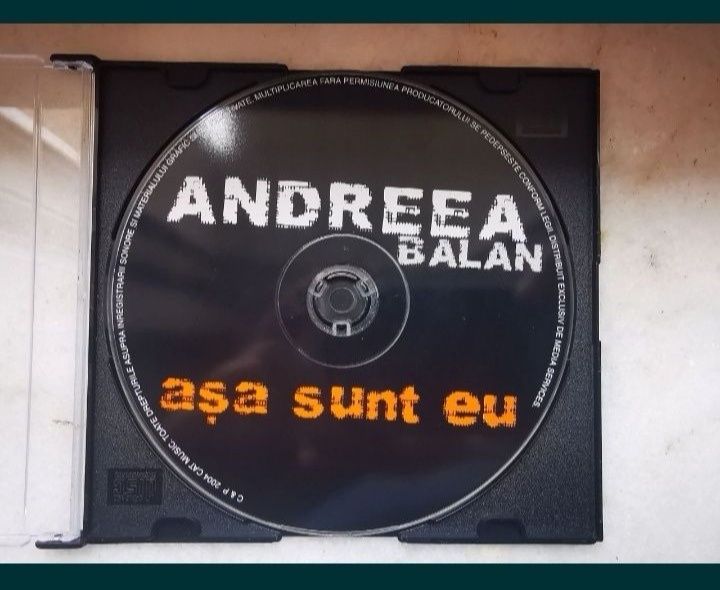 ANDREEA
BALAN
așa sunt eu
C & P 2004 CAT MUSIC. TOATE DREPTURILE ASUPRA INREGISTRARII SONORE SI MATERIALULUI GRAFIC MULTIPLICAREA FARA PERMISIUNEA PRODUCATORULUI SE PEDEPSESTE CONFORM LEGII. DISTRIBUIT EXCLUSIV DE MEDIA SERVICES.